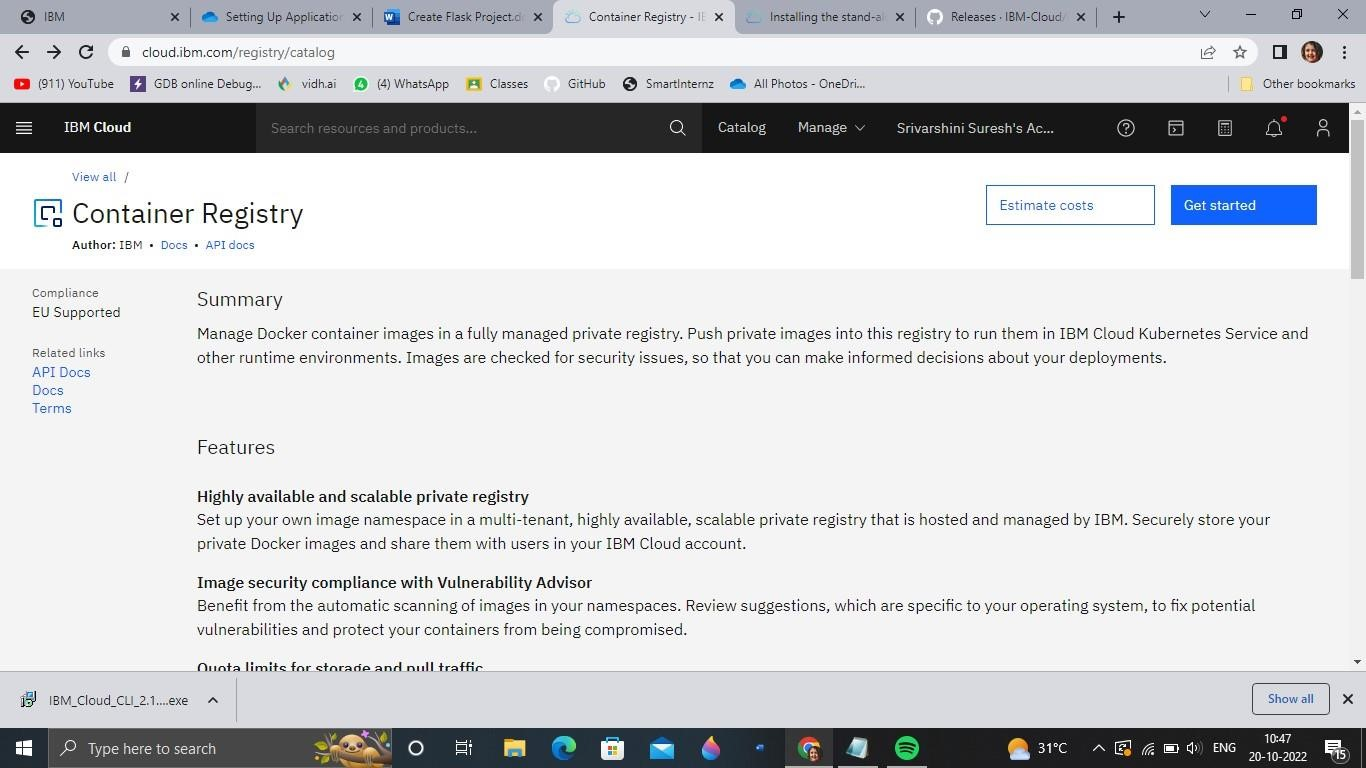 IBM
Setting Up Application
Create Flask Project.d
Container Registry - IB
Installing the stand-al
Releases · IBM-Cloud/
cloud.ibm.com/registry/catalog
(911) YouTube
GDB online Debug...
vidh.ai
(4) WhatsApp
Classes
GitHub
SmartInternz
All Photos - OneDri...
Other bookmarks
IBM Cloud
Search resources and products...
Catalog
Manage
Srivarshini Suresh's Ac...
View all /
Container Registry
Author: IBM • Docs • API docs
Estimate costs
Get started
Compliance
EU Supported
Related links
API Docs
Docs
Terms
Summary
Manage Docker container images in a fully managed private registry. Push private images into this registry to run them in IBM Cloud Kubernetes Service and
other runtime environments. Images are checked for security issues, so that you can make informed decisions about your deployments.
Features
Highly available and scalable private registry
Set up your own image namespace in a multi-tenant, highly available, scalable private registry that is hosted and managed by IBM. Securely store your
private Docker images and share them with users in your IBM Cloud account.
Image security compliance with Vulnerability Advisor
Benefit from the automatic scanning of images in your namespaces. Review suggestions, which are specific to your operating system, to fix potential
vulnerabilities and protect your containers from being compromised.
Quota limits for storage and pull traffic
IBM_Cloud_CLI_2.1....exe
Show all
Type here to search
31°C
ENG
10:47
20-10-2022
15